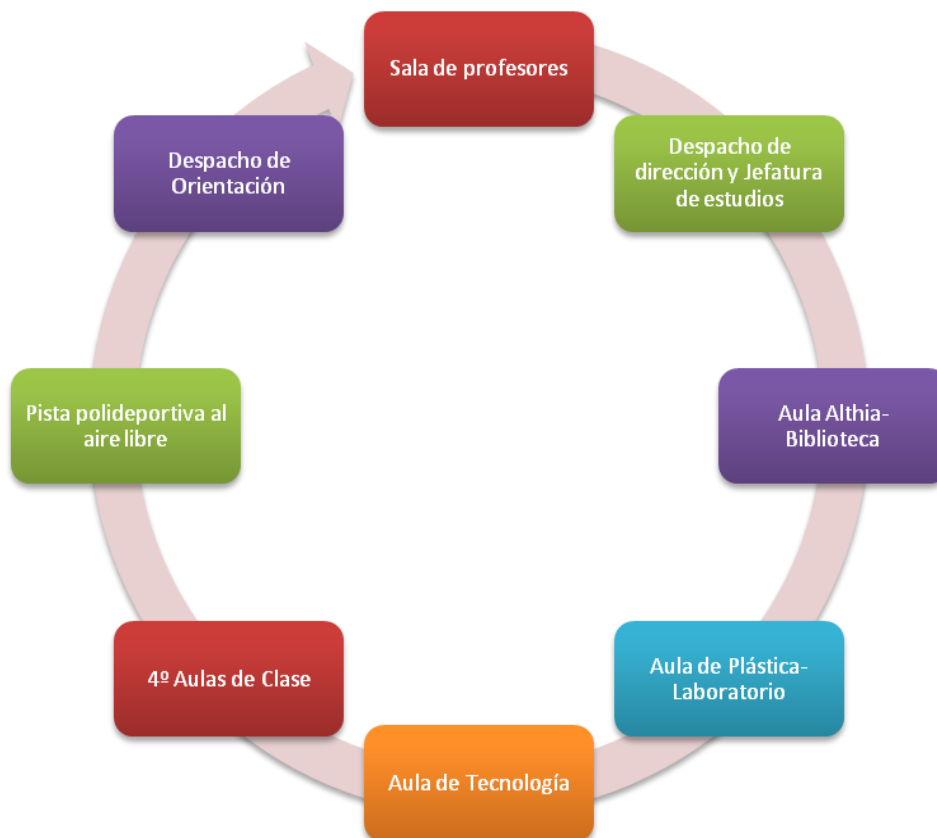 Sala de profesores
Despacho de
dirección y Jefatura
de estudios
Aula Althia-
Biblioteca
Aula de Plástica-
Laboratorio
Aula de Tecnología
4º Aulas de Clase
Pista polideportiva al
aire libre
Despacho de
Orientación